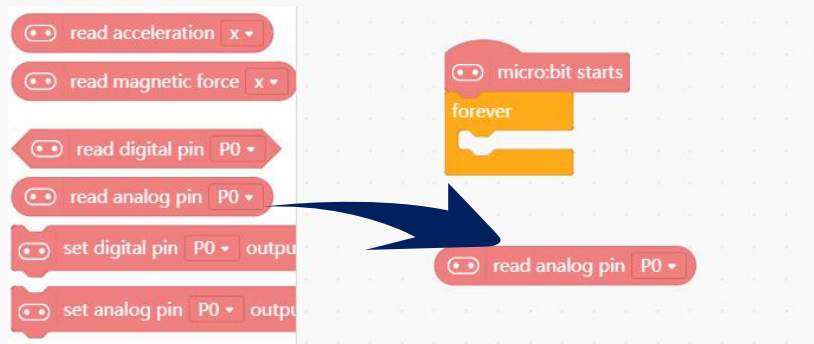 read acceleration x
read magnetic force x
read digital pin P0
read analog pin P0
set digital pin P0 outpu
set analog pin P0 outpu
micro:bit starts
forever
read analog pin P0